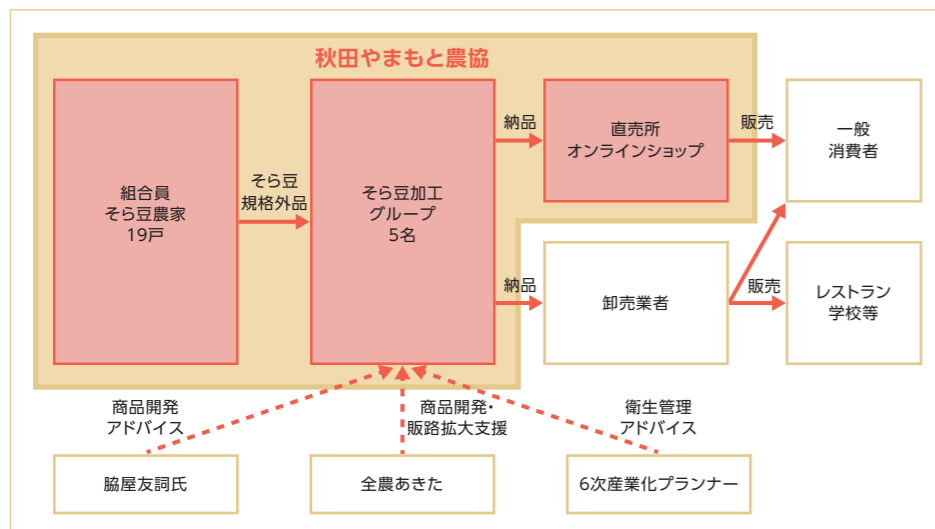 秋田やまもと農協
組合員
そら豆農家
19戸
そら豆
規格外品
そら豆加工
グループ
5名
納品
直売所
オンラインショップ
販売
一般
消費者
納品
卸売業者
販売
レストラン
学校等
商品開発
アドバイス
商品開発・
販路拡大支援
衛生管理
アドバイス
脇屋友詞氏
全農あきた
6次産業化プランナー